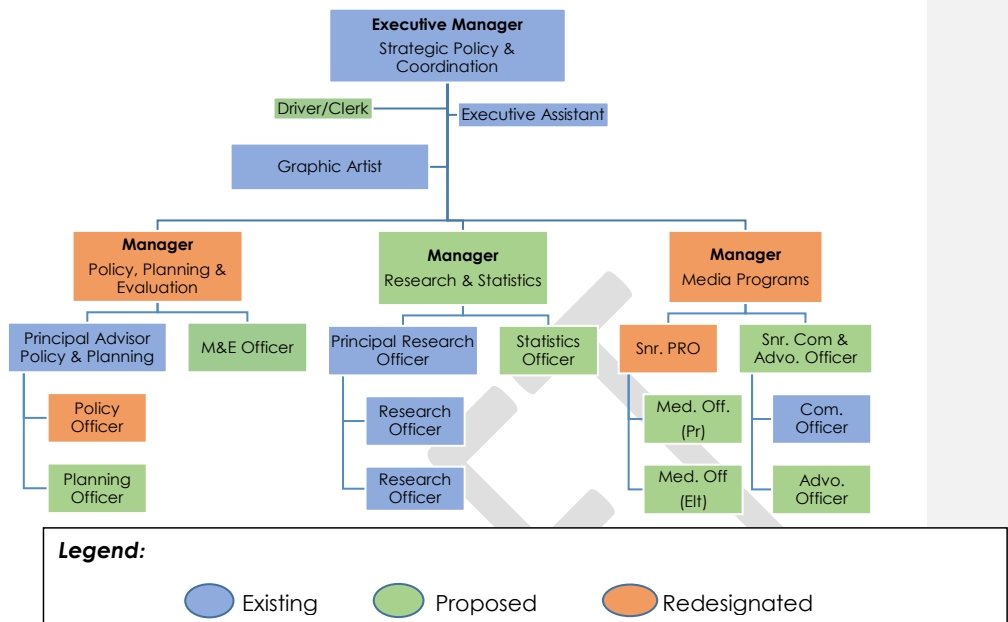 Executive Manager
Strategic Policy &
Coordination
Driver/Clerk
Executive Assistant
Graphic Artist
Manager
Policy, Planning &
Evaluation
Manager
Research & Statistics
Manager
Media Programs
Principal Advisor
Policy & Planning
M&E Officer
Principal Research
Officer
Statistics
Officer
Snr. PRO
Snr. Com &
Advo. Officer
Policy
Officer
Research
Officer
Med. Off.
(Pr)
Com.
Officer
Planning
Officer
Research
Officer
Med. Off
(Elt)
Advo.
Officer
Legend:
Existing
Proposed
Redesignated